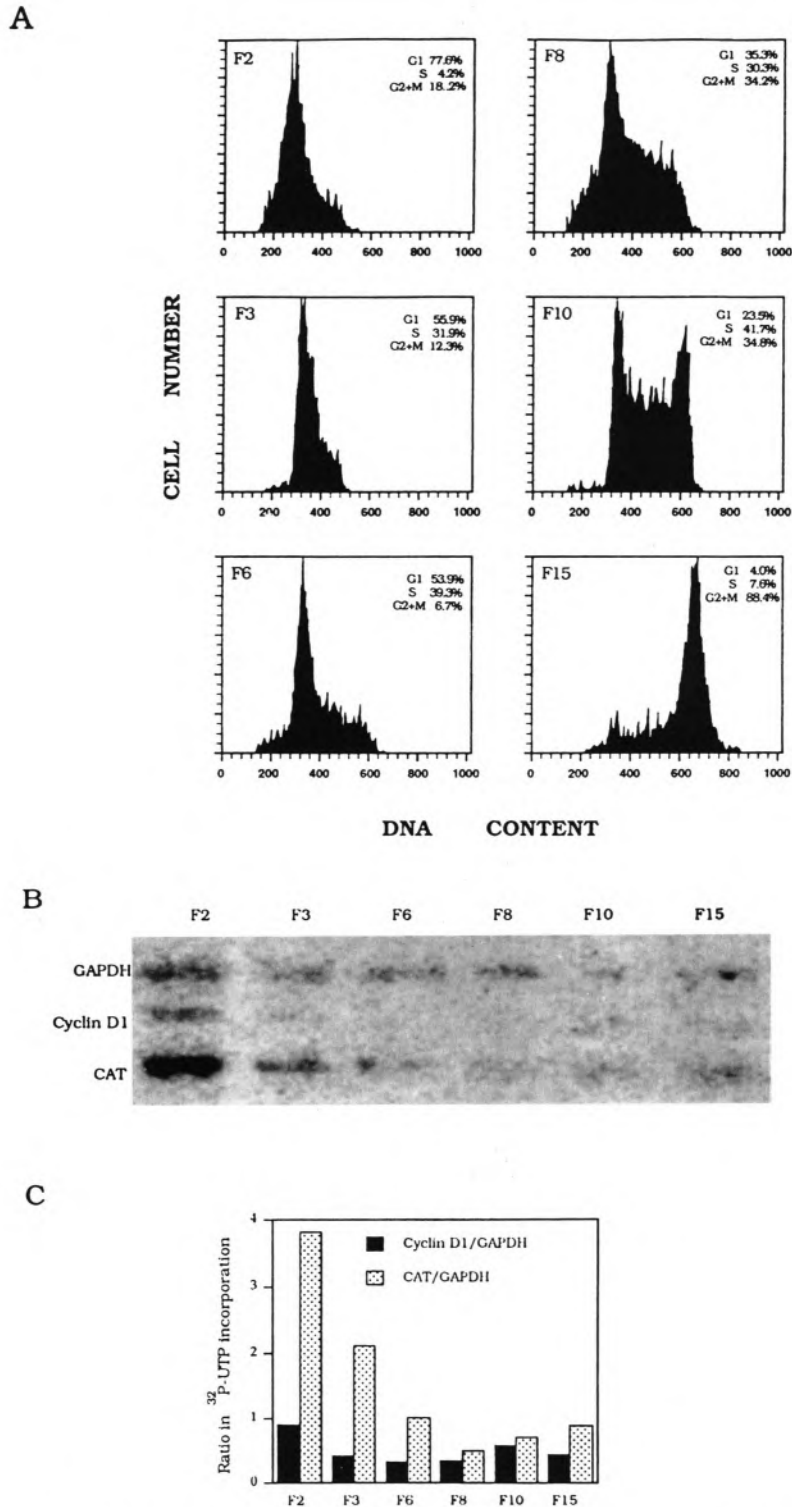 A
F2
G1 77.6%
S 4.2%
G2+M 18.2%
0 200 400 600 800 1000
F8
G1 35.3%
S 30.3%
G2+M 34.2%
0 200 400 600 800 1000
F3
G1 55.9%
S 31.9%
G2+M 12.3%
0 200 400 600 800 1000
F10
G1 23.5%
S 41.7%
G2+M 34.8%
0 200 400 600 800 1000
F6
G1 53.9%
S 39.3%
G2+M 6.7%
0 200 400 600 800 1000
F15
G1 4.0%
S 7.6%
G2+M 88.4%
0 200 400 600 800 1000
CELL NUMBER
DNA CONTENT
B
F2 F3 F6 F8 F10 F15
GAPDH
Cyclin D1
CAT
C
Ratio in 32P-UTP incorporation
4
3
2
1
0
Cyclin D1/GAPDH
CAT/GAPDH
F2 F3 F6 F8 F10 F15